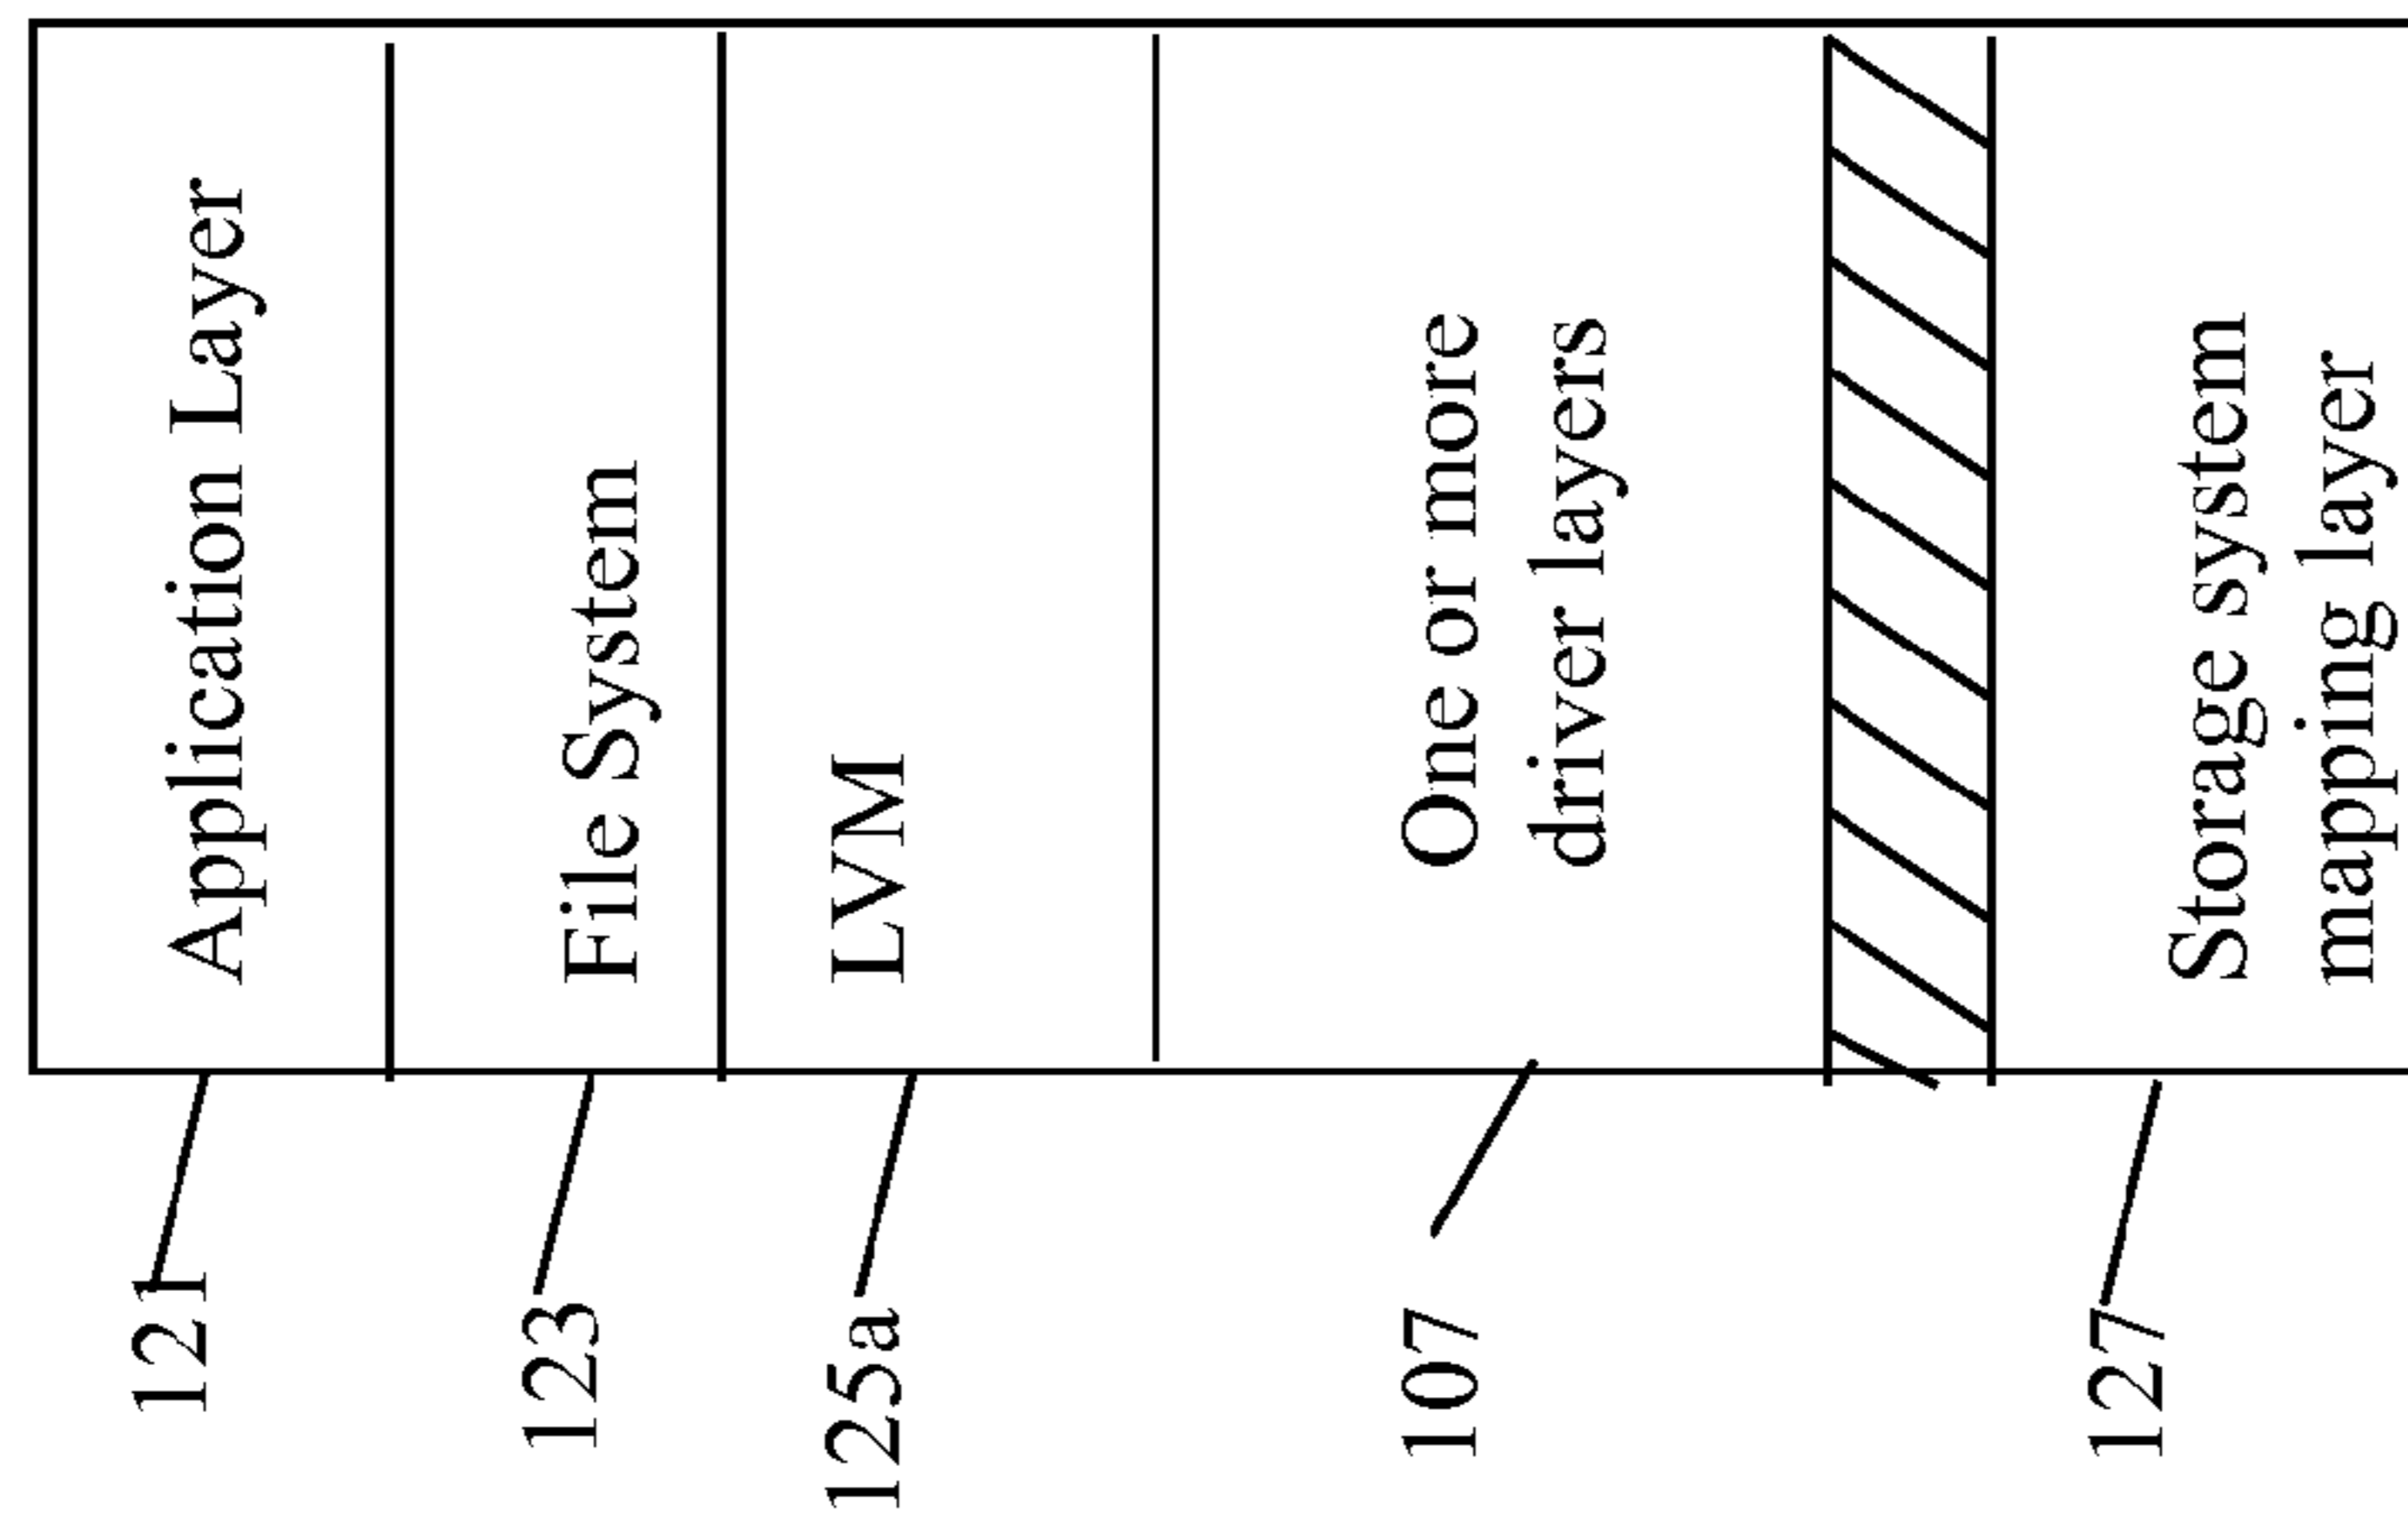 121
Application Layer
123
File System
125a
LVM
107
One or more
driver layers
127
Storage system
mapping layer